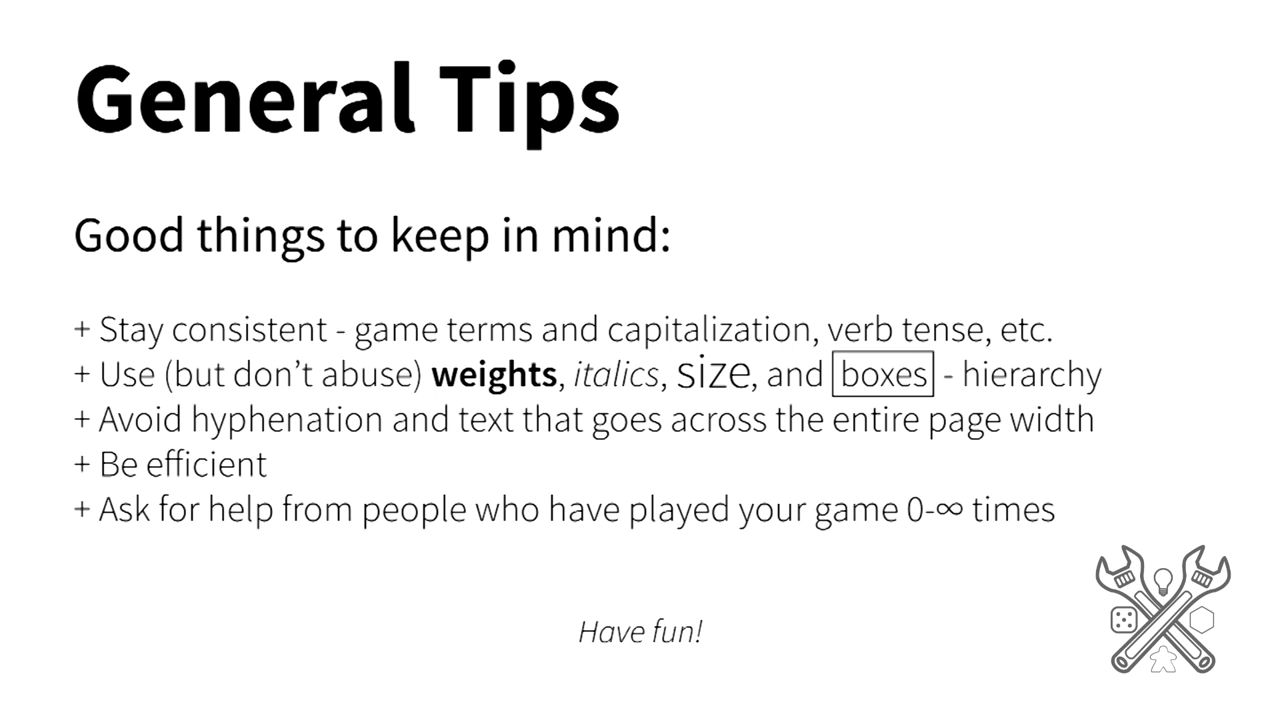 General Tips
Good things to keep in mind:
+ Stay consistent - game terms and capitalization, verb tense, etc.
+ Use (but don’t abuse) weights, italics, size, and boxes - hierarchy
+ Avoid hyphenation and text that goes across the entire page width
+ Be efficient
+ Ask for help from people who have played your game 0-∞ times
Have fun!